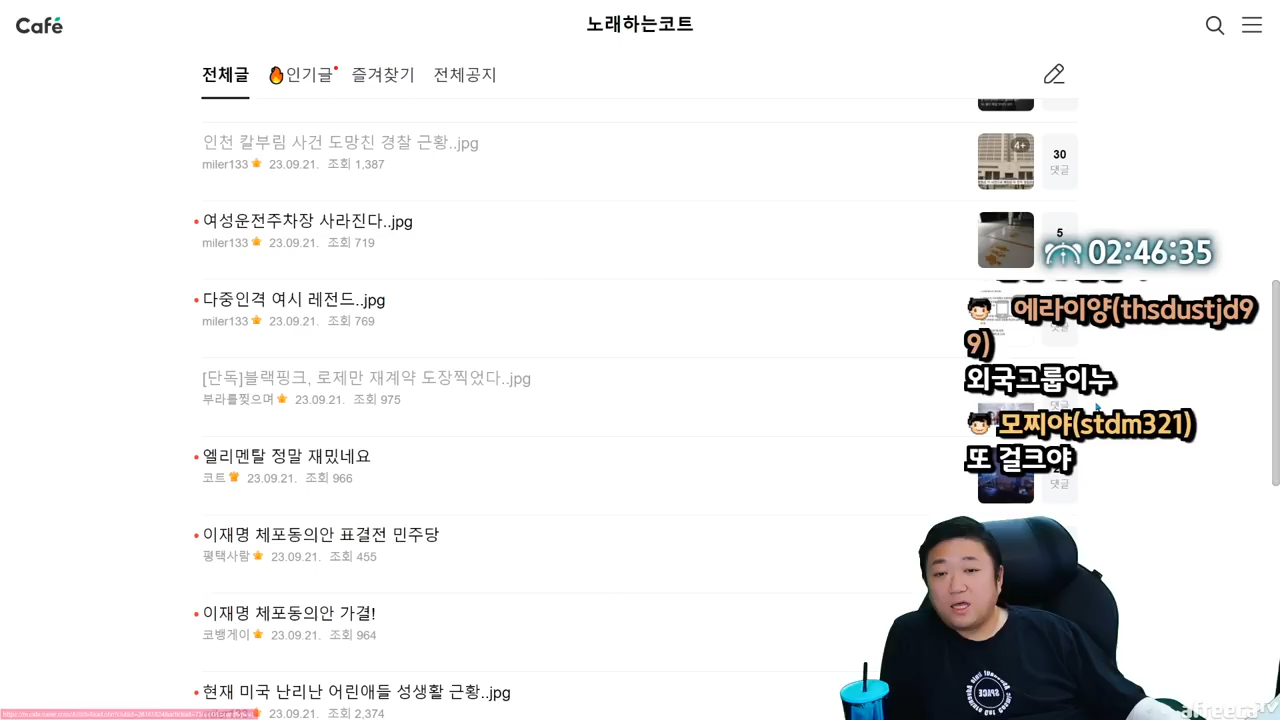 Café
노래하는코트
전체글 🔥인기글 즐겨찾기 전체공지
인천 칼부림 사건 도망친 경찰 근황..jpg
miler133 23.09.21. 조회 1,387
4+
30
댓글
여성운전주차장 사라진다..jpg
miler133 23.09.21. 조회 719
5
02:46:35
다중인격 여시 레전드..jpg
miler133 23.09.21. 조회 769
댓글
에라이양(thsdustjd9
9)
외국그룹이누
[단독]블랙핑크, 로제만 재계약 도장찍었다..jpg
부라를찢으며 23.09.21. 조회 975
댓글
모찌야(stdm321)
또 걸크야
엘리멘탈 정말 재밌네요
코트 23.09.21. 조회 966
댓글
이재명 체포동의안 표결전 민주당
평택사람 23.09.21. 조회 455
이재명 체포동의안 가결!
코뱅게이 23.09.21. 조회 964
현재 미국 난리난 어린애들 성생활 근황..jpg
miler133 23.09.21. 조회 2,374
SPACE
afreecaTV